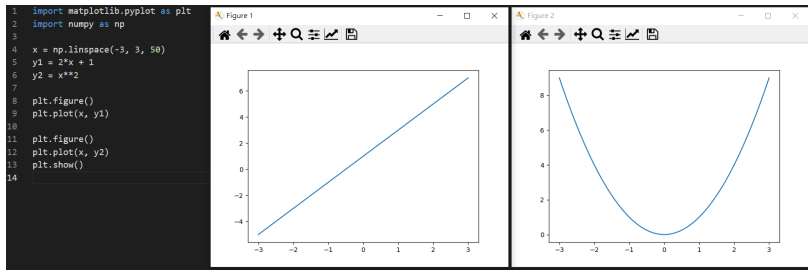 1 import matplotlib.pyplot as plt
2 import numpy as np
3
4 x = np.linspace(-3, 3, 50)
5 y1 = 2*x + 1
6 y2 = x**2
7
8 plt.figure()
9 plt.plot(x, y1)
10
11 plt.figure()
12 plt.plot(x, y2)
13 plt.show()
14
Figure 1
6
4
2
0
−2
−4
−3 −2 −1 0 1 2 3
Figure 2
8
6
4
2
0
−3 −2 −1 0 1 2 3